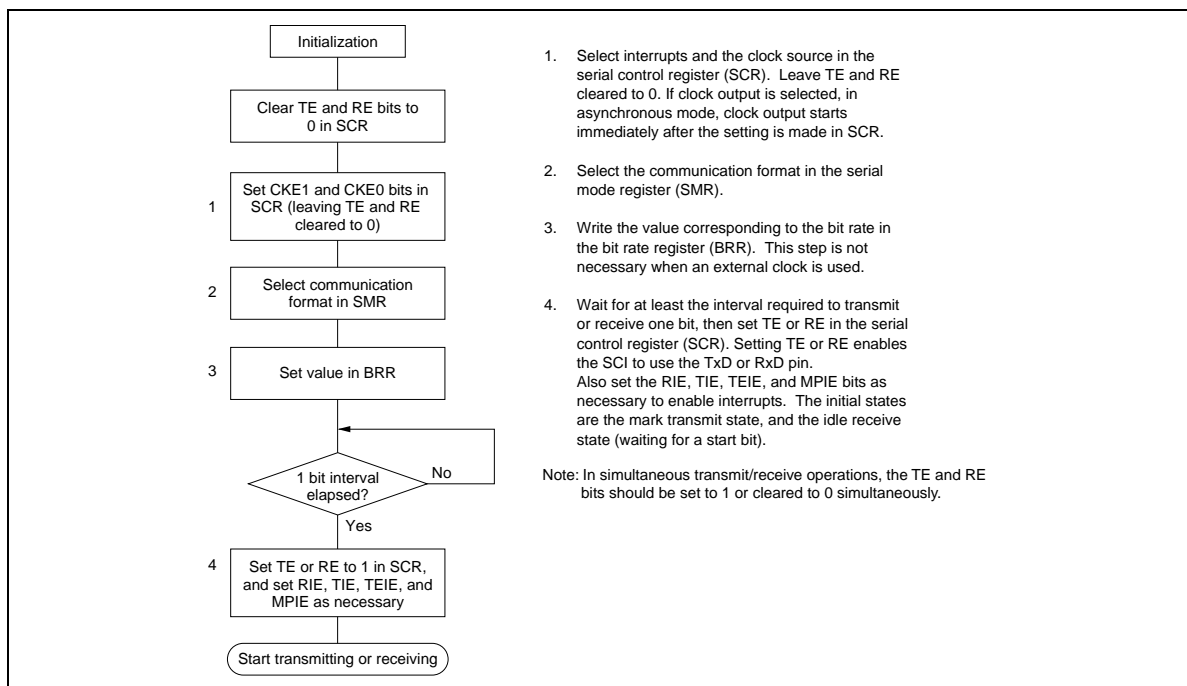 Initialization
Clear TE and RE bits to
0 in SCR
1
Set CKE1 and CKE0 bits in
SCR (leaving TE and RE
cleared to 0)
2
Select communication
format in SMR
3
Set value in BRR
1 bit interval
elapsed?
No
Yes
4
Set TE or RE to 1 in SCR,
and set RIE, TIE, TEIE, and
MPIE as necessary
Start transmitting or receiving
1. Select interrupts and the clock source in the
serial control register (SCR). Leave TE and RE
cleared to 0. If clock output is selected, in
asynchronous mode, clock output starts
immediately after the setting is made in SCR.
2. Select the communication format in the serial
mode register (SMR).
3. Write the value corresponding to the bit rate in
the bit rate register (BRR). This step is not
necessary when an external clock is used.
4. Wait for at least the interval required to transmit
or receive one bit, then set TE or RE in the serial
control register (SCR). Setting TE or RE enables
the SCI to use the TxD or RxD pin.
Also set the RIE, TIE, TEIE, and MPIE bits as
necessary to enable interrupts. The initial states
are the mark transmit state, and the idle receive
state (waiting for a start bit).
Note: In simultaneous transmit/receive operations, the TE and RE
bits should be set to 1 or cleared to 0 simultaneously.